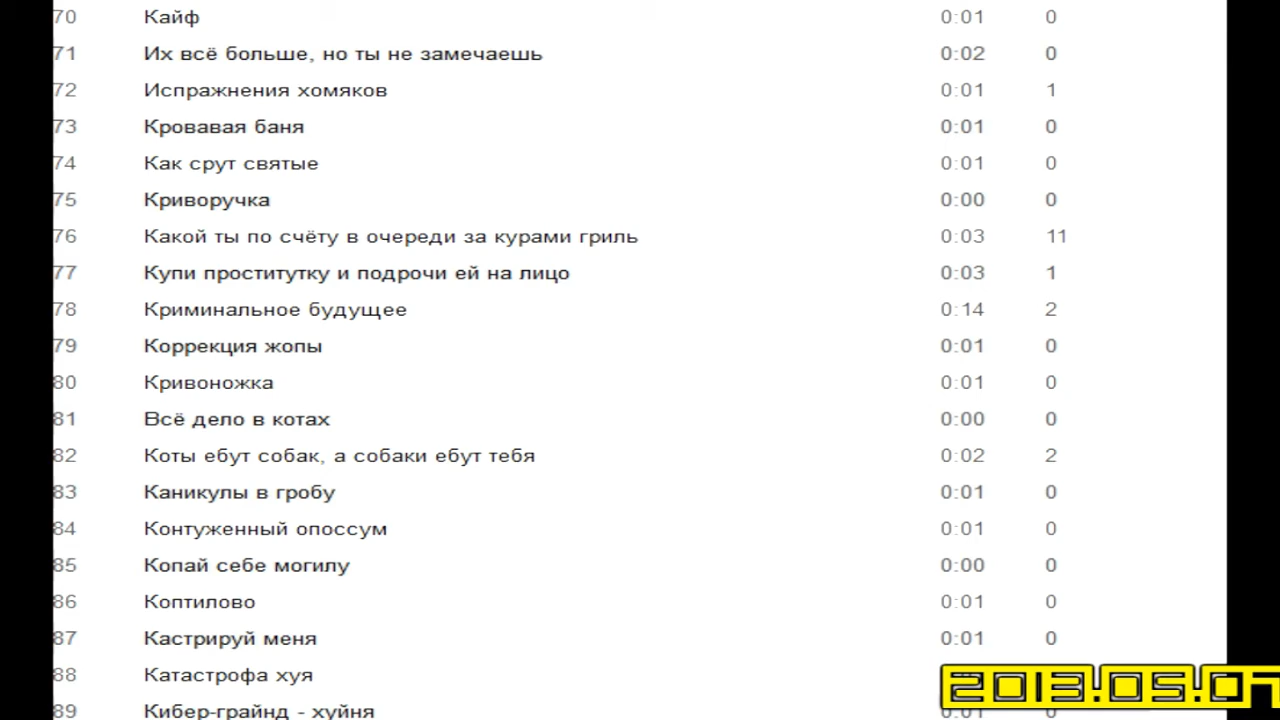 70 Кайф 0:01 0
71 Их всё больше, но ты не замечаешь 0:02 0
72 Испражнения хомяков 0:01 1
73 Кровавая баня 0:01 0
74 Как срут святые 0:01 0
75 Криворучка 0:00 0
76 Какой ты по счёту в очереди за курами гриль 0:03 11
77 Купи проститутку и подрочи ей на лицо 0:03 1
78 Криминальное будущее 0:14 2
79 Коррекция жопы 0:01 0
80 Кривоножка 0:01 0
81 Всё дело в котах 0:00 0
82 Коты ебут собак, а собаки ебут тебя 0:02 2
83 Каникулы в гробу 0:01 0
84 Контуженный опоссум 0:01 0
85 Копай себе могилу 0:00 0
86 Коптилово 0:01 0
87 Кастрируй меня 0:01 0
88 Катастрофа хуя
2013.05.07
89 Кибер-грайнд - хуйня 0:01 0